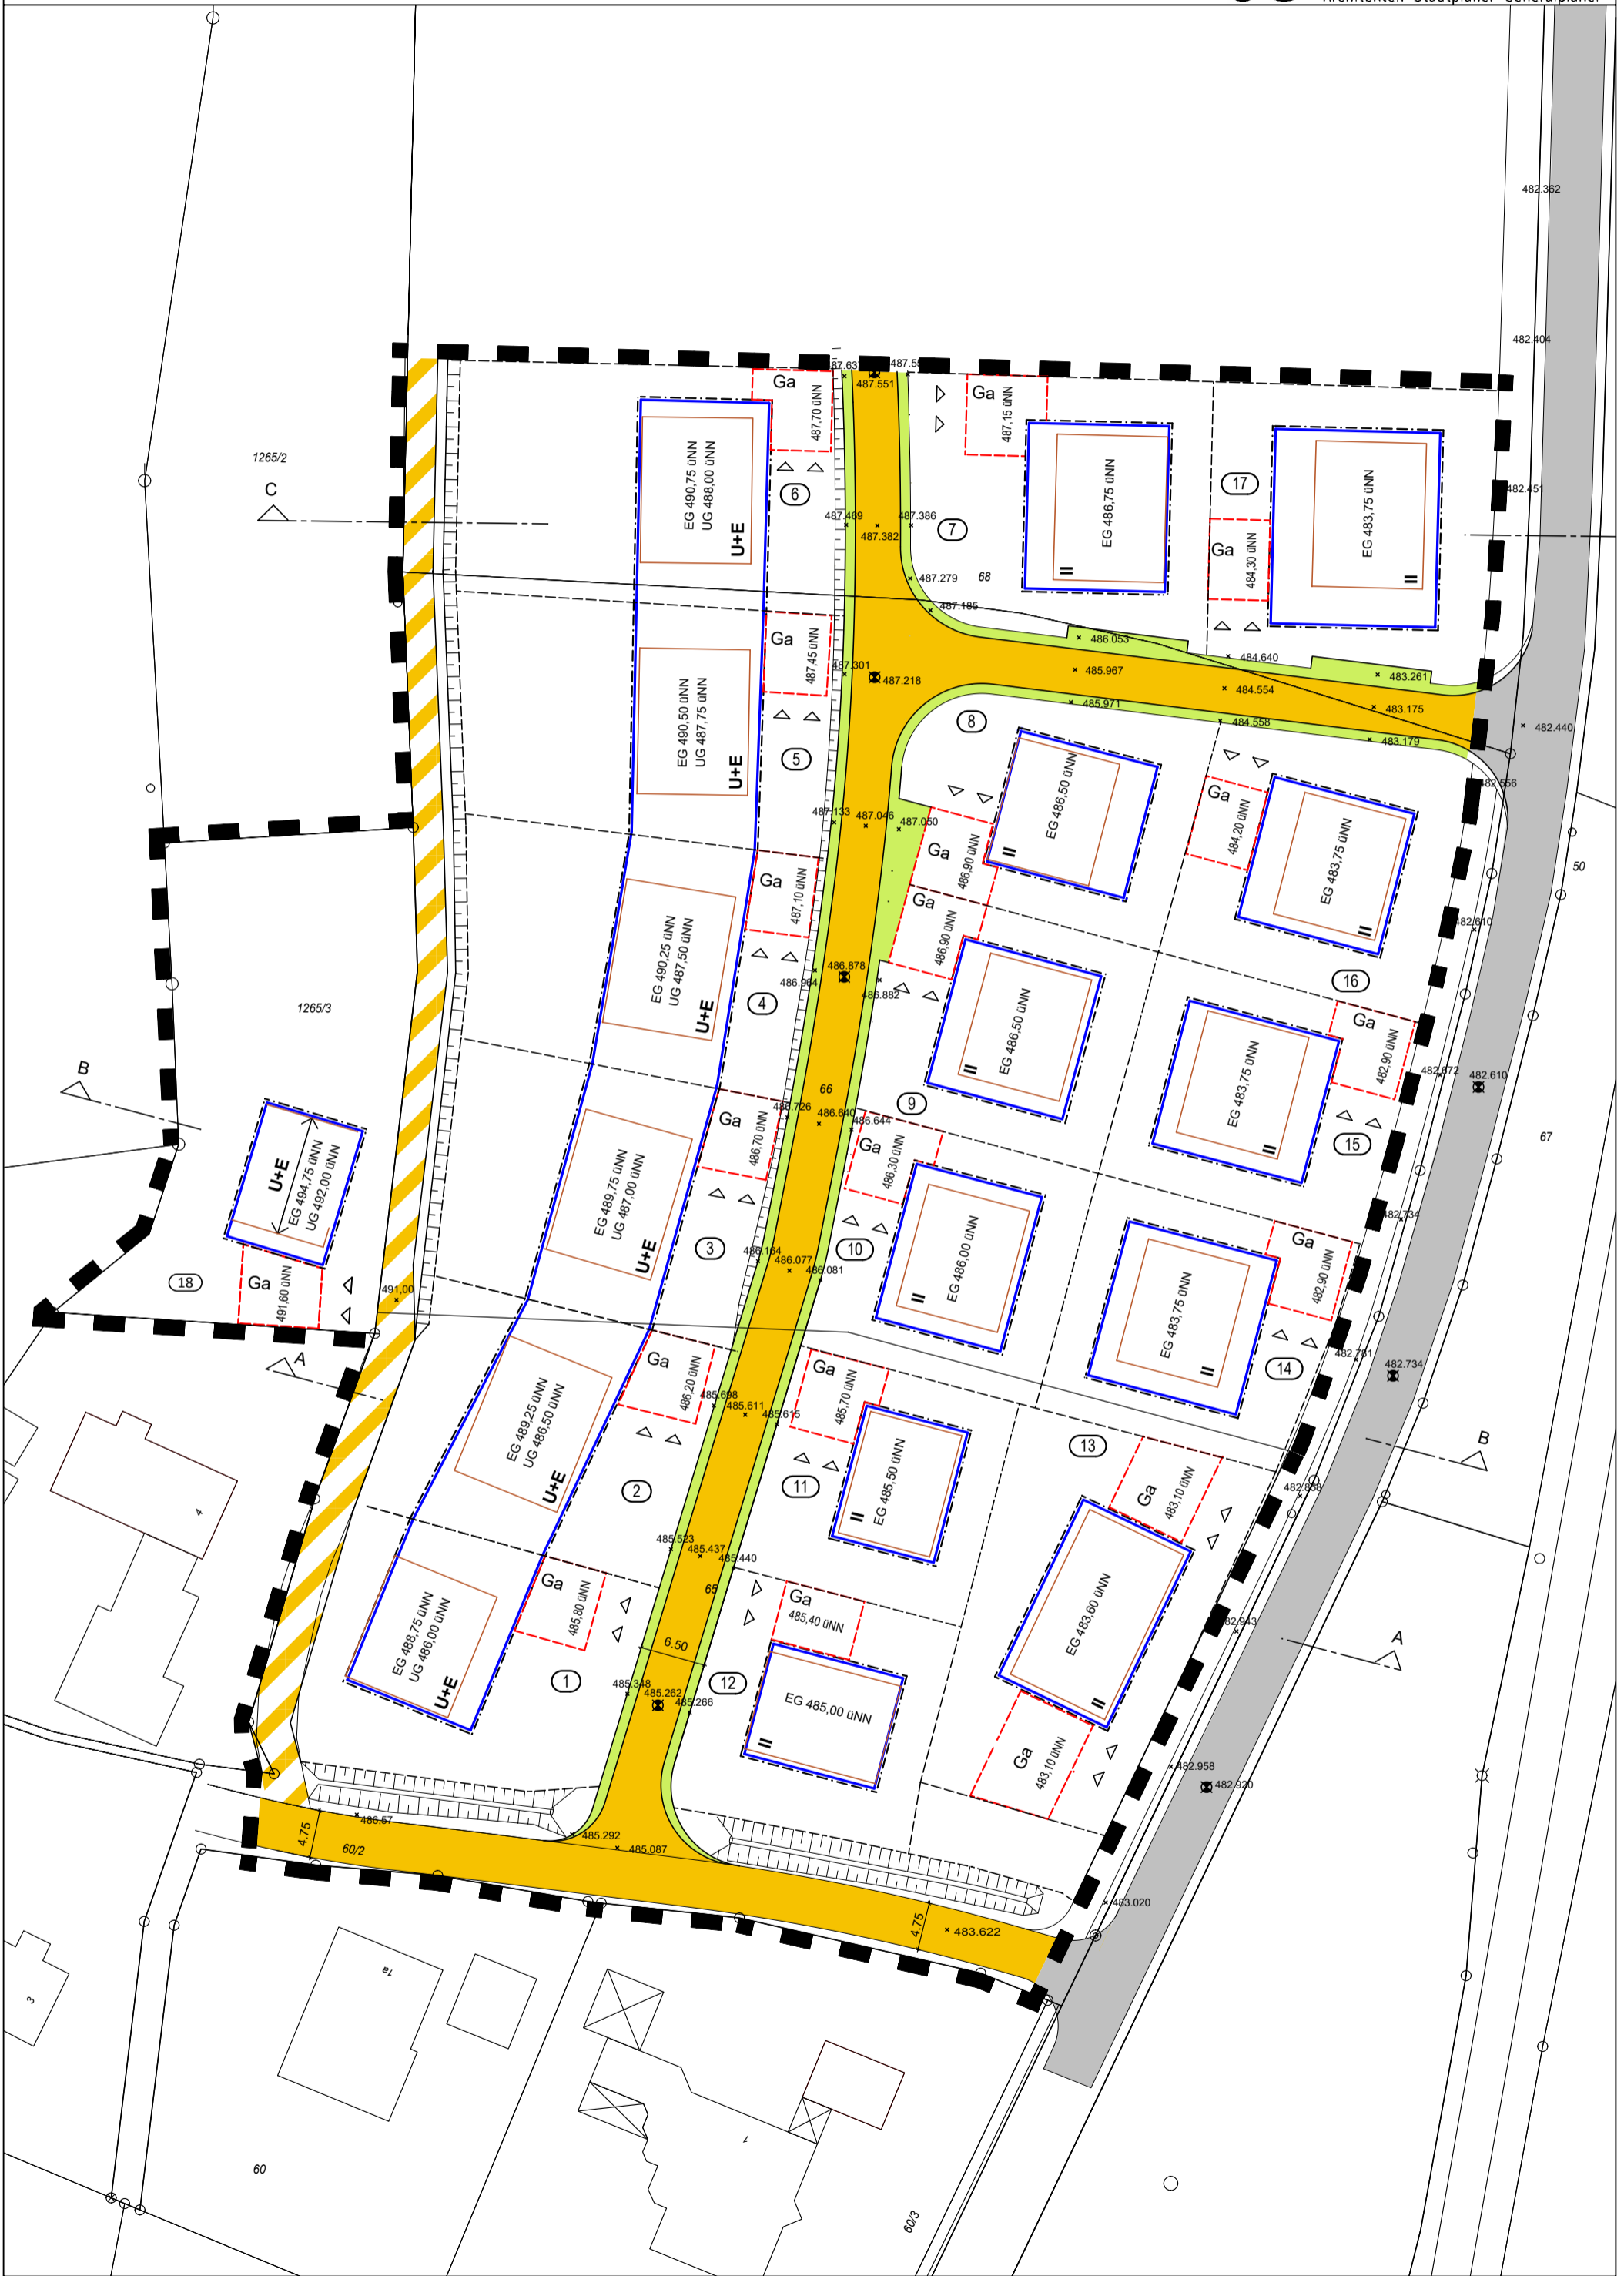 482.362
482.404
487.551
Ga
487,70 üNN
Ga
487,15 üNN
1265/2
C
EG 490,75 üNN
UG 488,00 üNN
U+E
6
487.469
487.382
487.386
7
EG 486,75 üNN
II
17
Ga
484,30 üNN
EG 483,75 üNN
II
482.451
487.279
68
487.185
Ga
487,45 üNN
EG 490,50 üNN
UG 487,75 üNN
U+E
5
487.301
487.218
486.053
485.967
485.971
484.640
484.554
484.558
483.261
483.175
483.179
482.440
482.556
8
EG 486,50 üNN
II
487.133
487.046
487.050
Ga
486,90 üNN
Ga
484,20 üNN
EG 483,75 üNN
II
50
Ga
487,10 üNN
EG 490,25 üNN
UG 487,50 üNN
U+E
4
Ga
486,90 üNN
482.610
486.878
486.964
486.882
EG 486,50 üNN
II
16
1265/3
Ga
482,90 üNN
EG 483,75 üNN
II
15
B
482.672
482.610
66
9
486.726
486.640
486.644
Ga
486,70 üNN
Ga
486,30 üNN
67
U+E
EG 494,75 üNN
UG 492,00 üNN
EG 489,75 üNN
UG 487,00 üNN
U+E
3
486.164
486.077
486.081
10
EG 486,00 üNN
II
482.734
Ga
482,90 üNN
18
Ga
491,60 üNN
491,00
EG 483,75 üNN
II
14
482.781
482.734
A
Ga
486,20 üNN
EG 489,25 üNN
UG 486,50 üNN
U+E
2
485.698
485.611
485.615
Ga
485,70 üNN
11
EG 485,50 üNN
II
13
B
Ga
483,10 üNN
4
485.523
485.437
485.440
65
Ga
485,80 üNN
Ga
485,40 üNN
EG 488,75 üNN
UG 486,00 üNN
U+E
1
6.50
EG 483,60 üNN
II
A
485.348
485.262
485.266
12
EG 485,00 üNN
II
Ga
483,10 üNN
482.958
482.920
4.75
486,57
60/2
485.292
485.087
483.020
4.75
483.622
3
1a
1
60
60/3